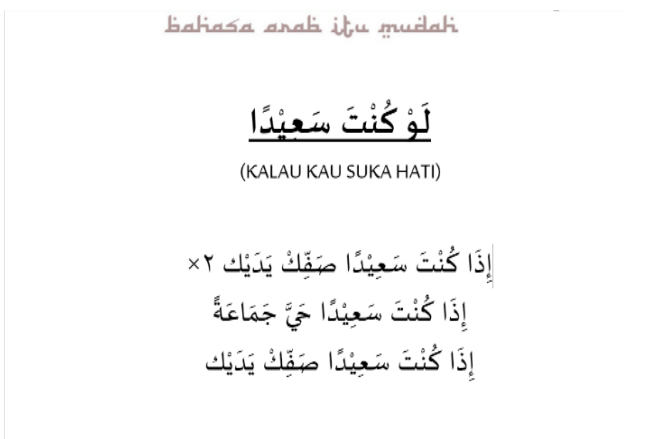 bahasa arab itu mudah
لَوْ كُنْتَ سَعِيْدًا
(KALAU KAU SUKA HATI)
إِذَا كُنْتَ سَعِيْدًا صَفِّكْ يَدَيْك ٢×
إِذَا كُنْتَ سَعِيْدًا حَيَّ جَمَاعَةً
إِذَا كُنْتَ سَعِيْدًا صَفِّكْ يَدَيْك